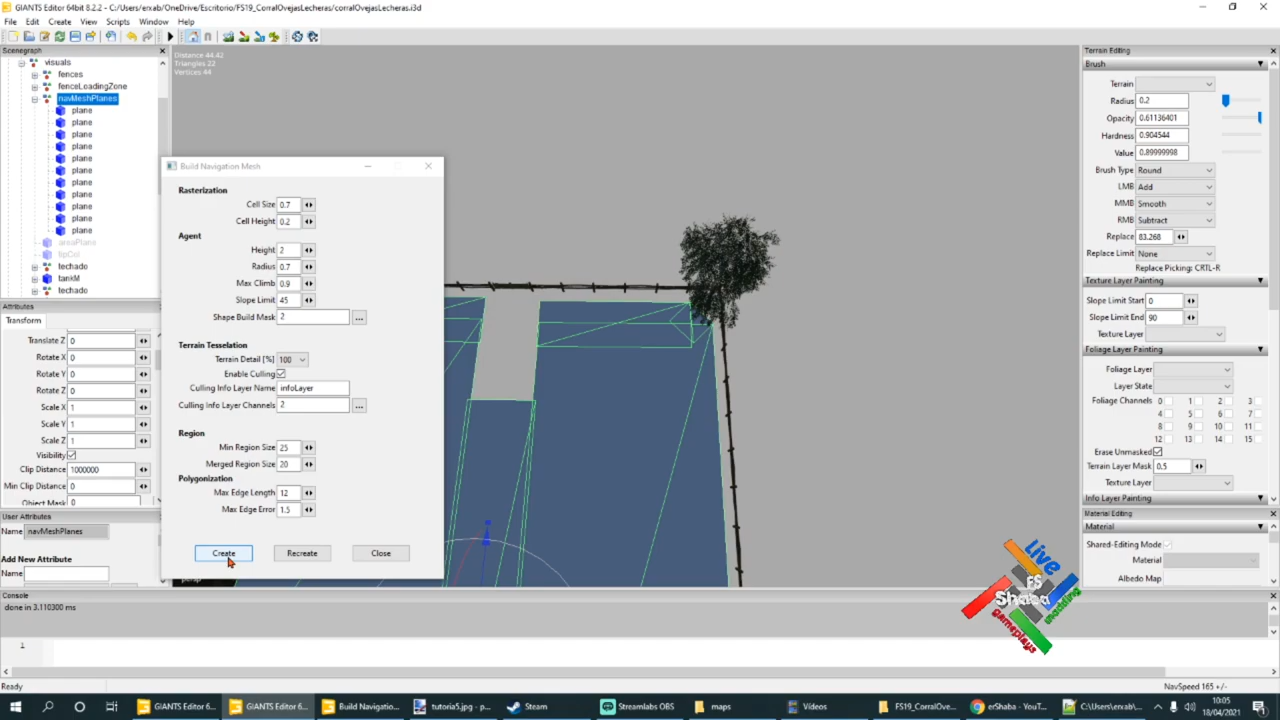 GIANTS Editor 64bit 8.2.2 - C:/Users/erxab/OneDrive/Escritorio/FS19_CorralOvejasLecheras/corralOvejasLecheras.i3d
File Edit Create View Scripts Window Help
Scenegraph
visuals
fences
fenceLoadingZone
navMeshPlanes
plane
plane
plane
plane
plane
plane
plane
plane
plane
plane
plane
areaPlane
tipCol
techado
tankM
techado
Attributes
Transform
Translate Z 0
Rotate X 0
Rotate Y 0
Rotate Z 0
Scale X 1
Scale Y 1
Scale Z 1
Visibility
Clip Distance 1000000
Min Clip Distance 0
Object Mask 0
User Attributes
Name navMeshPlanes
Add New Attribute
Name
Distance 44.42
Triangles 22
Vertices 44
Build Navigation Mesh
Rasterization
Cell Size 0.7
Cell Height 0.2
Agent
Height 2
Radius 0.7
Max Climb 0.9
Slope Limit 45
Shape Build Mask 2 ...
Terrain Tesselation
Terrain Detail [%] 100
Enable Culling
Culling Info Layer Name infoLayer
Culling Info Layer Channels 2 ...
Region
Min Region Size 25
Merged Region Size 20
Polygonization
Max Edge Length 12
Max Edge Error 1.5
Create Recreate Close
persp
Terrain Editing
Brush
Terrain
Radius 0.2
Opacity 0.61136401
Hardness 0.904544
Value 0.89999998
Brush Type Round
LMB Add
MMB Smooth
RMB Subtract
Replace 83.268
Replace Limit None
Replace Picking: CRTL-R
Texture Layer Painting
Slope Limit Start 0
Slope Limit End 90
Texture Layer
Foliage Layer Painting
Foliage Layer
Layer State
Foliage Channels 0 1 2 3
4 5 6 7
8 9 10 11
12 13 14 15
Erase Unmasked
Terrain Layer Mask 0.5
Texture Layer
Info Layer Painting
Material Editing
Material
Shared-Editing Mode
Material
Albedo Map
Live
FS
Shaba
modding
gameplays
Console
done in 3.110300 ms
1
Ready
NavSpeed 165 +/-
GIANTS Editor 6... GIANTS Editor 6... Build Navigatio... tutoria5.jpg - p... Steam Streamlabs OBS maps Vídeos FS19_CorralOve... erShaba - YouT... C:\Users\erxab\...
10:05
18/04/2021